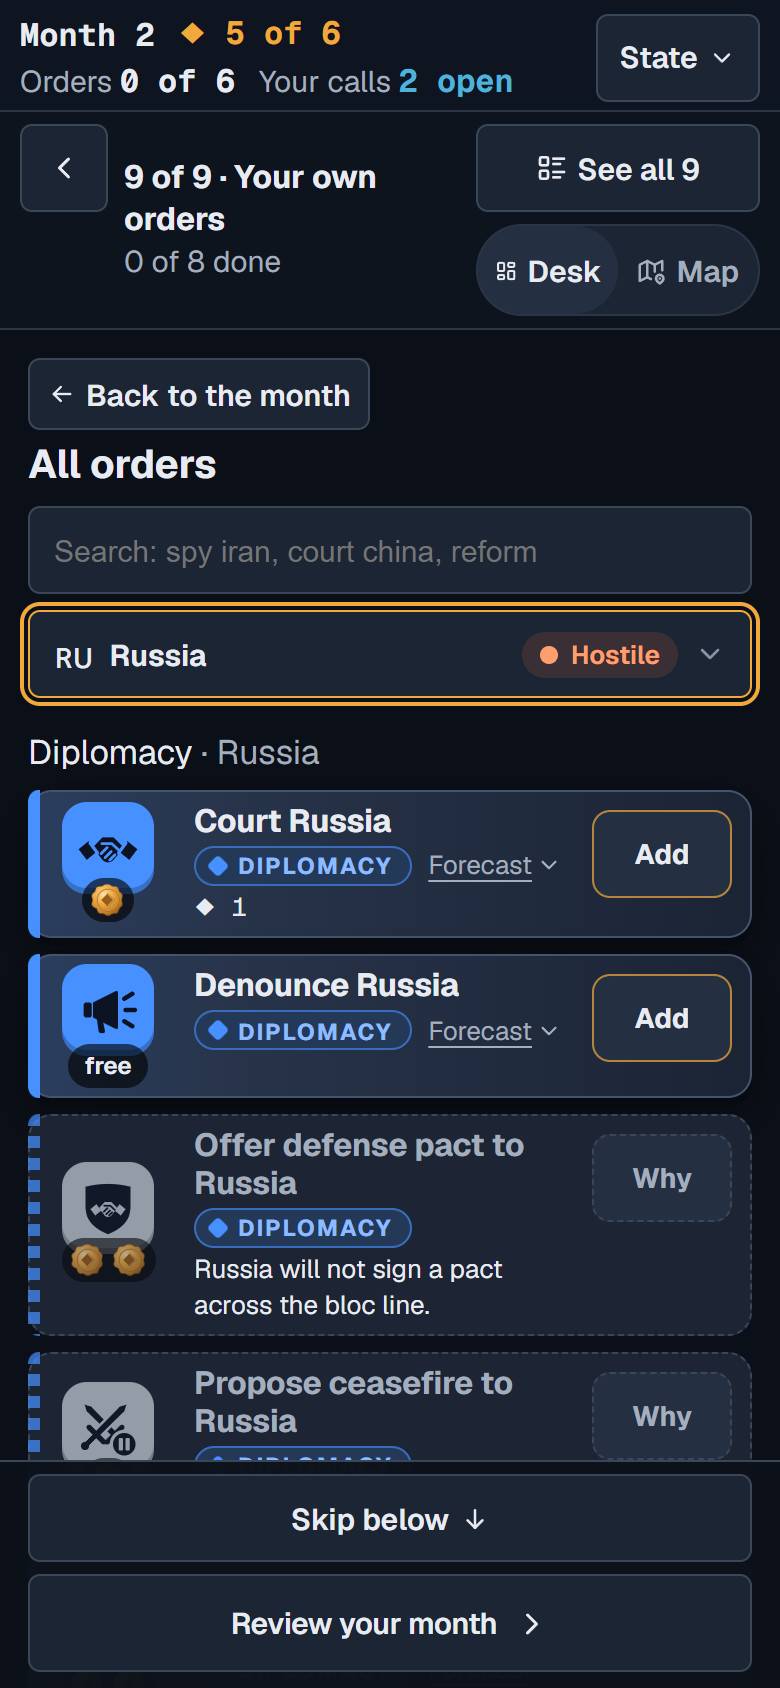 Month 2 ◆ 5 of 6
Orders 0 of 6 Your calls 2 open
State
9 of 9 · Your own
orders
0 of 8 done
See all 9
Desk
Map
← Back to the month
All orders
Search: spy iran, court china, reform
RU Russia
Hostile
Diplomacy · Russia
Court Russia
DIPLOMACY
Forecast
◆ 1
Add
Denounce Russia
free
DIPLOMACY
Forecast
Add
Offer defense pact to
Russia
DIPLOMACY
Russia will not sign a pact
across the bloc line.
Why
Propose ceasefire to
Russia
DIPLOMACY
Why
Skip below ↓
Review your month